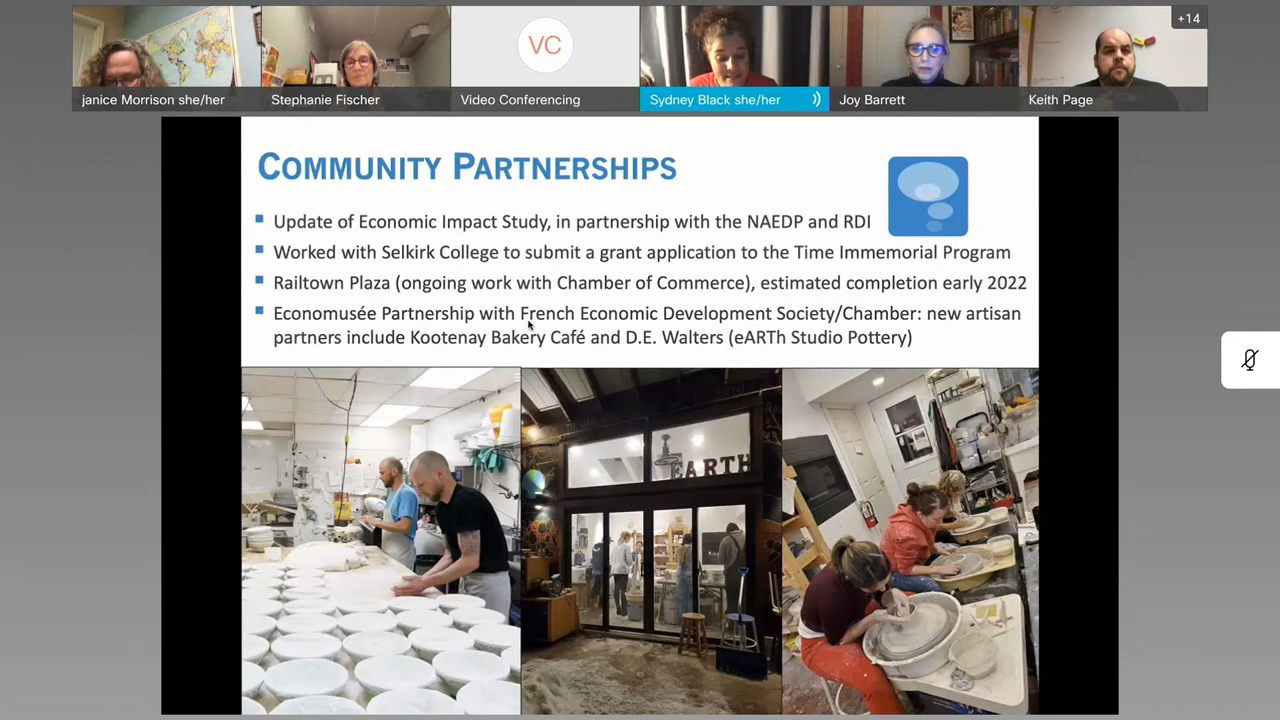 +14
VC
janice Morrison she/her
Stephanie Fischer
Video Conferencing
Sydney Black she/her
Joy Barrett
Keith Page
COMMUNITY PARTNERSHIPS
Update of Economic Impact Study, in partnership with the NAEDP and RDI
Worked with Selkirk College to submit a grant application to the Time Immemorial Program
Railtown Plaza (ongoing work with Chamber of Commerce), estimated completion early 2022
Economusée Partnership with French Economic Development Society/Chamber: new artisan
partners include Kootenay Bakery Café and D.E. Walters (eARTh Studio Pottery)
EARTH